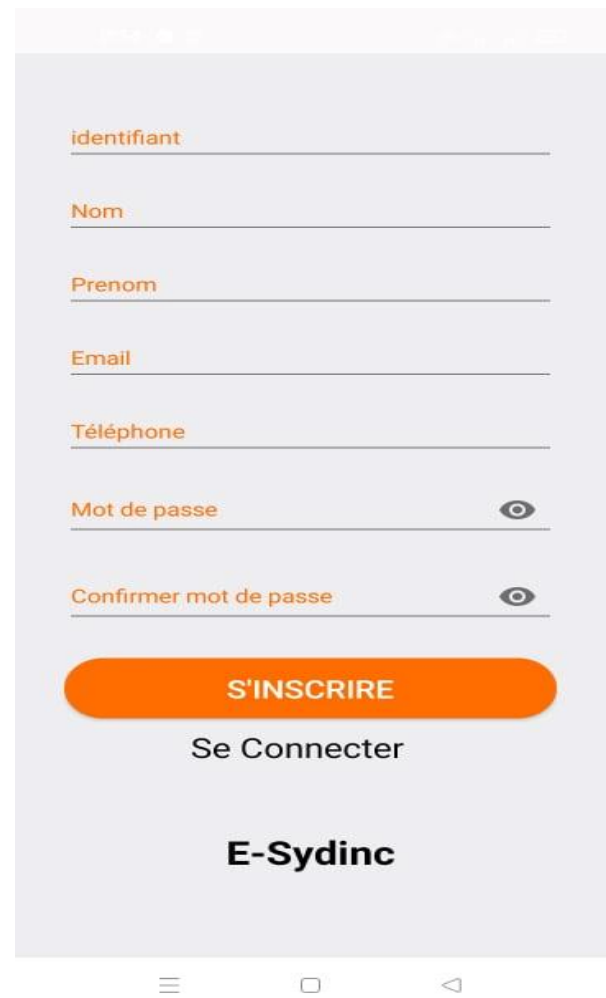 identifiant
Nom
Prenom
Email
Téléphone
Mot de passe
Confirmer mot de passe
S'INSCRIRE
Se Connecter
E-Sydinc